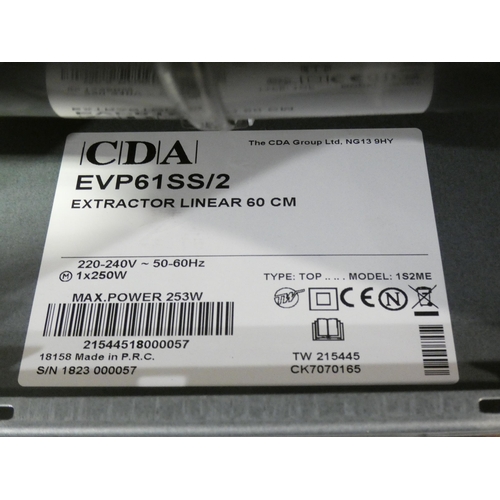 CDA
The CDA Group Ltd, NG13 9HY
EVP61SS/2
EXTRACTOR LINEAR 60 CM
220-240V ~ 50-60Hz
M 1x250W
TYPE: TOP .. .. . MODEL: 1S2ME
MAX.POWER 253W
CE
21544518000057
18158 Made in P.R.C.
TW 215445
S/N 1823 000057
CK7070165